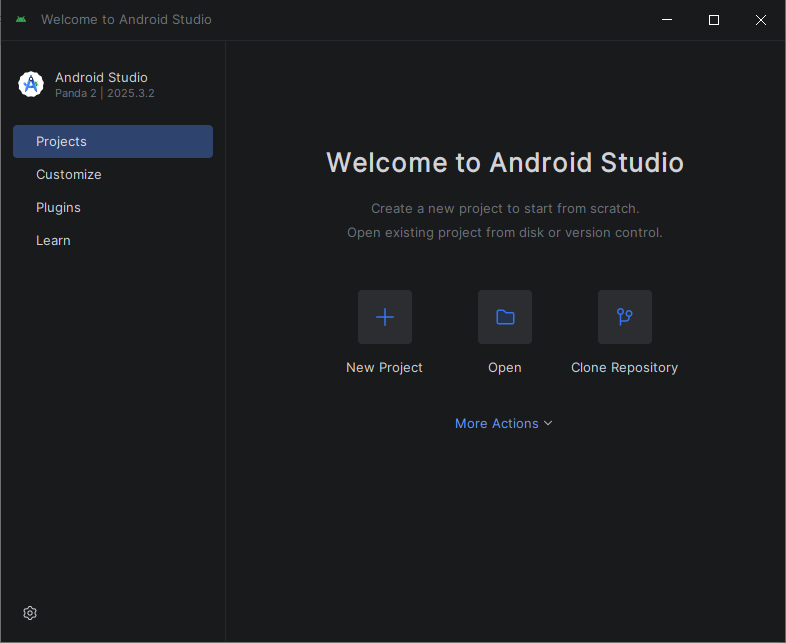 Welcome to Android Studio
Android Studio
Panda 2 | 2025.3.2
Projects
Customize
Plugins
Learn
Welcome to Android Studio
Create a new project to start from scratch.
Open existing project from disk or version control.
New Project
Open
Clone Repository
More Actions